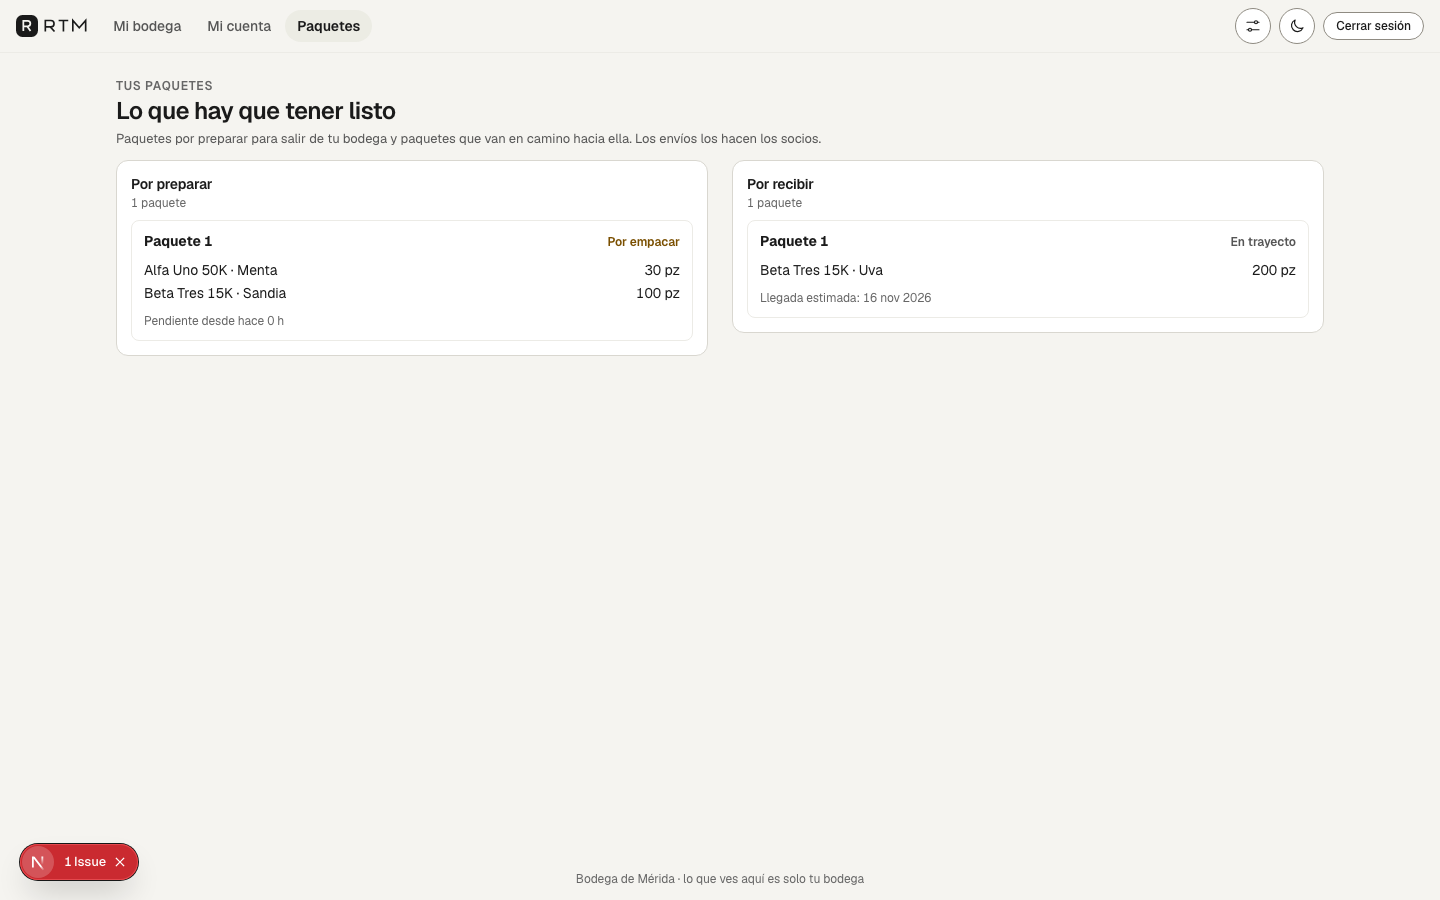 R RTM Mi bodega Mi cuenta Paquetes Cerrar sesión
TUS PAQUETES
Lo que hay que tener listo
Paquetes por preparar para salir de tu bodega y paquetes que van en camino hacia ella. Los envíos los hacen los socios.
Por preparar
1 paquete
Paquete 1 Por empacar
Alfa Uno 50K · Menta 30 pz
Beta Tres 15K · Sandia 100 pz
Pendiente desde hace 0 h
Por recibir
1 paquete
Paquete 1 En trayecto
Beta Tres 15K · Uva 200 pz
Llegada estimada: 16 nov 2026
N 1 Issue
Bodega de Mérida · lo que ves aquí es solo tu bodega